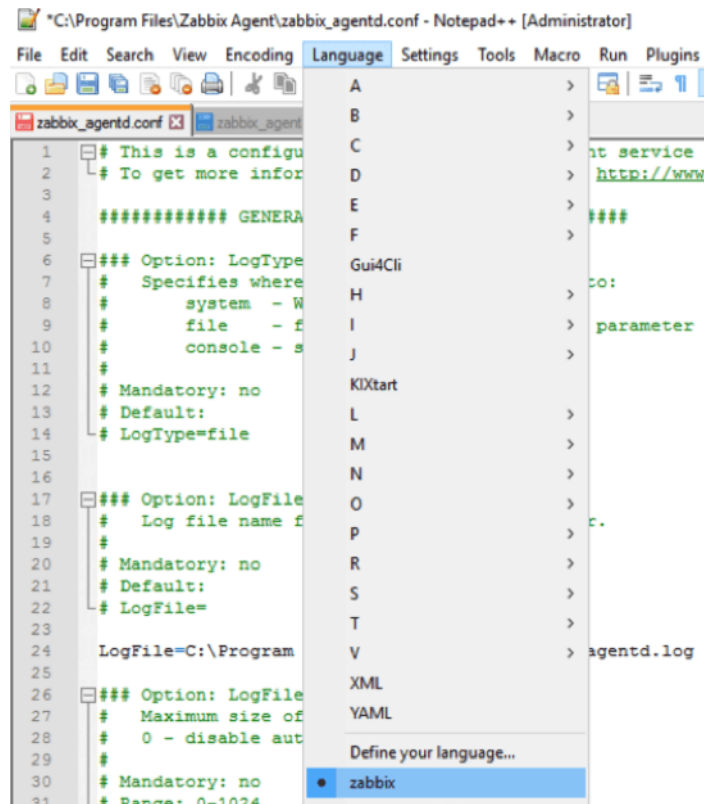 *C:\Program Files\Zabbix Agent\zabbix_agentd.conf - Notepad++ [Administrator]
File Edit Search View Encoding Language Settings Tools Macro Run Plugins
zabbix_agentd.conf zabbix_agent
A
B
C
D
E
F
Gui4Cli
H
I
J
KIXtart
L
M
N
O
P
R
S
T
V
XML
YAML
Define your language...
zabbix
1 # This is a configu nt service
2 # To get more infor http://www
3
4 ############ GENERA ####
5
6 ### Option: LogType
7 # Specifies where to:
8 # system - W
9 # file - f parameter
10 # console - s
11 #
12 # Mandatory: no
13 # Default:
14 # LogType=file
15
16
17 ### Option: LogFile
18 # Log file name f r.
19 #
20 # Mandatory: no
21 # Default:
22 # LogFile=
23
24 LogFile=C:\Program agentd.log
25
26 ### Option: LogFile
27 # Maximum size of
28 # 0 - disable aut
29 #
30 # Mandatory: no
31 # Range: 0-1024